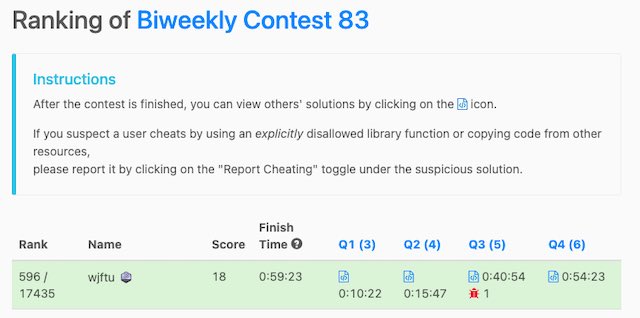 Ranking of Biweekly Contest 83
Instructions
After the contest is finished, you can view others' solutions by clicking on the icon.
If you suspect a user cheats by using an explicitly disallowed library function or copying code from other
resources,
please report it by clicking on the "Report Cheating" toggle under the suspicious solution.
Rank Name Score Finish Time Q1 (3) Q2 (4) Q3 (5) Q4 (6)
596 / 17435 wjftu 18 0:59:23 0:10:22 0:15:47 0:40:54 1 0:54:23